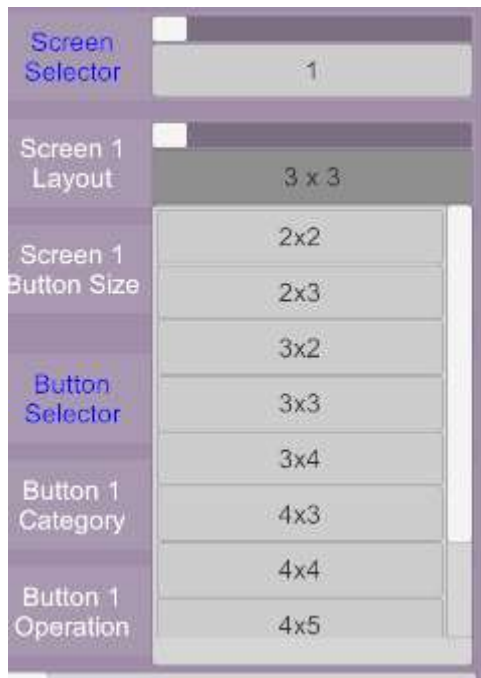 Screen
Selector
1
Screen 1
Layout
3 x 3
Screen 1
Button Size
2x2
2x3
3x2
3x3
3x4
4x3
4x4
4x5
Button
Selector
Button 1
Category
Button 1
Operation